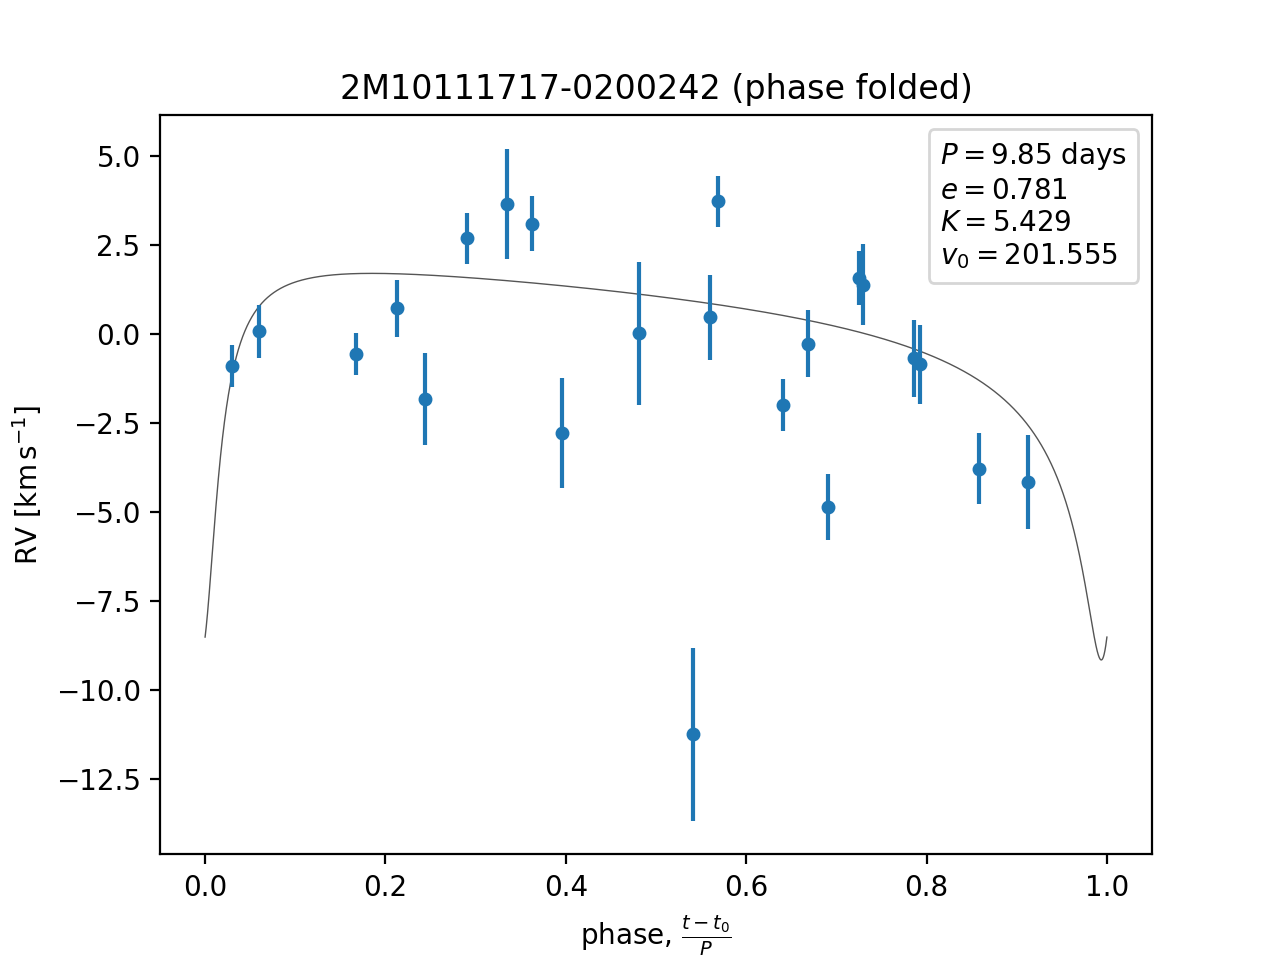 2M10111717-0200242 (phase folded)
P = 9.85 days
e = 0.781
K = 5.429
v₀ = 201.555
5.0
2.5
0.0
−2.5
−5.0
−7.5
−10.0
−12.5
RV [km s⁻¹]
0.0 0.2 0.4 0.6 0.8 1.0
phase, (t − t₀)/P